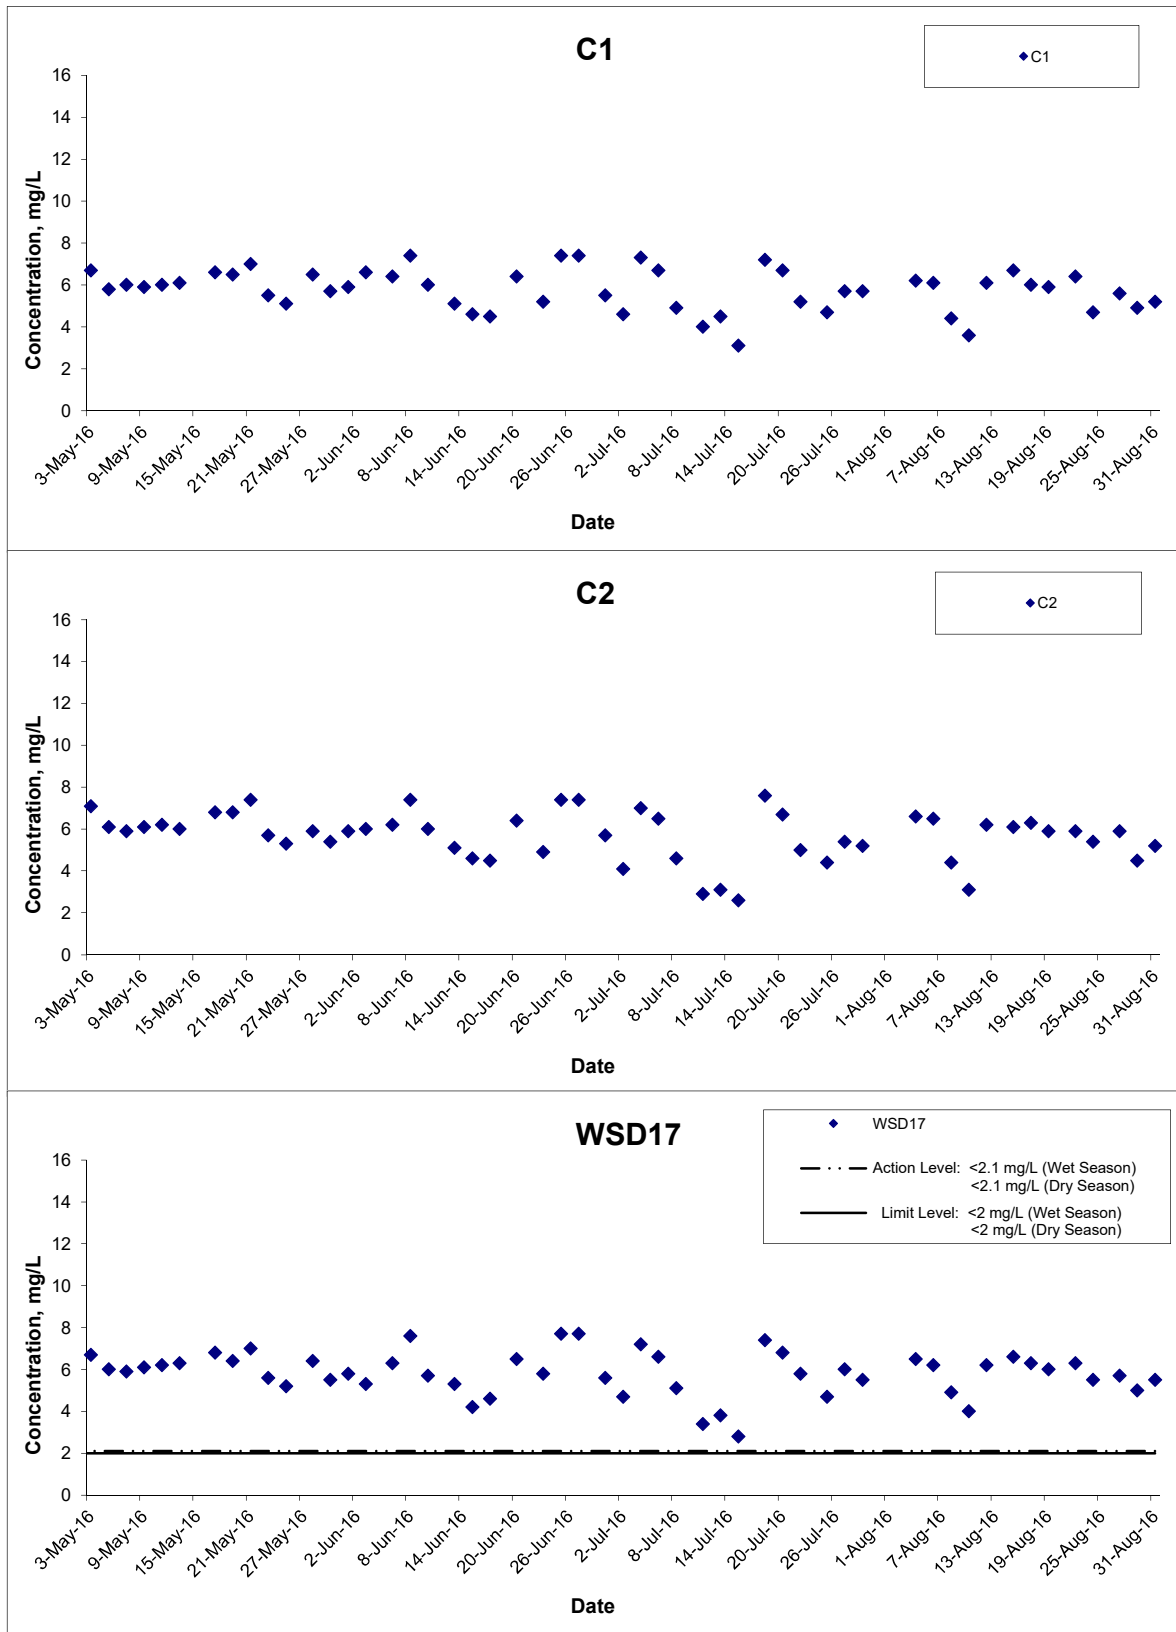 C1
C1
16
14
12
10
8
6
4
2
0
Concentration, mg/L
3-May-16
9-May-16
15-May-16
21-May-16
27-May-16
2-Jun-16
8-Jun-16
14-Jun-16
20-Jun-16
26-Jun-16
2-Jul-16
8-Jul-16
14-Jul-16
20-Jul-16
26-Jul-16
1-Aug-16
7-Aug-16
13-Aug-16
19-Aug-16
25-Aug-16
31-Aug-16
Date
C2
C2
16
14
12
10
8
6
4
2
0
Concentration, mg/L
3-May-16
9-May-16
15-May-16
21-May-16
27-May-16
2-Jun-16
8-Jun-16
14-Jun-16
20-Jun-16
26-Jun-16
2-Jul-16
8-Jul-16
14-Jul-16
20-Jul-16
26-Jul-16
1-Aug-16
7-Aug-16
13-Aug-16
19-Aug-16
25-Aug-16
31-Aug-16
Date
WSD17
WSD17
Action Level: <2.1 mg/L (Wet Season)
<2.1 mg/L (Dry Season)
Limit Level: <2 mg/L (Wet Season)
<2 mg/L (Dry Season)
16
14
12
10
8
6
4
2
0
Concentration, mg/L
3-May-16
9-May-16
15-May-16
21-May-16
27-May-16
2-Jun-16
8-Jun-16
14-Jun-16
20-Jun-16
26-Jun-16
2-Jul-16
8-Jul-16
14-Jul-16
20-Jul-16
26-Jul-16
1-Aug-16
7-Aug-16
13-Aug-16
19-Aug-16
25-Aug-16
31-Aug-16
Date